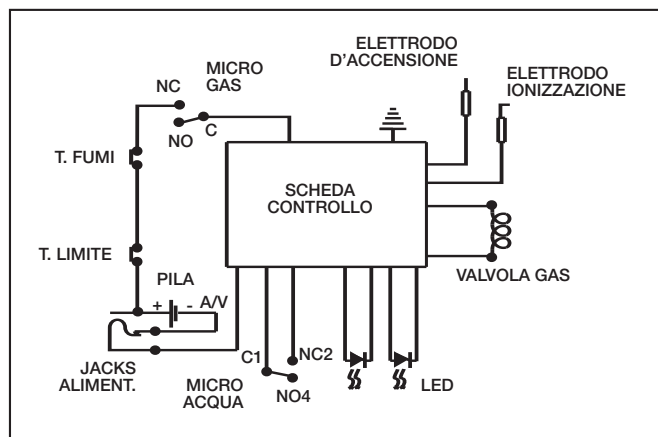 ELETTRODO
D'ACCENSIONE
ELETTRODO
IONIZZAZIONE
MICRO
GAS
NC
NO
C
T. FUMI
SCHEDA
CONTROLLO
T. LIMITE
VALVOLA GAS
PILA
+ - A/V
JACKS
ALIMENT.
C1
NC2
MICRO
ACQUA
NO4
LED